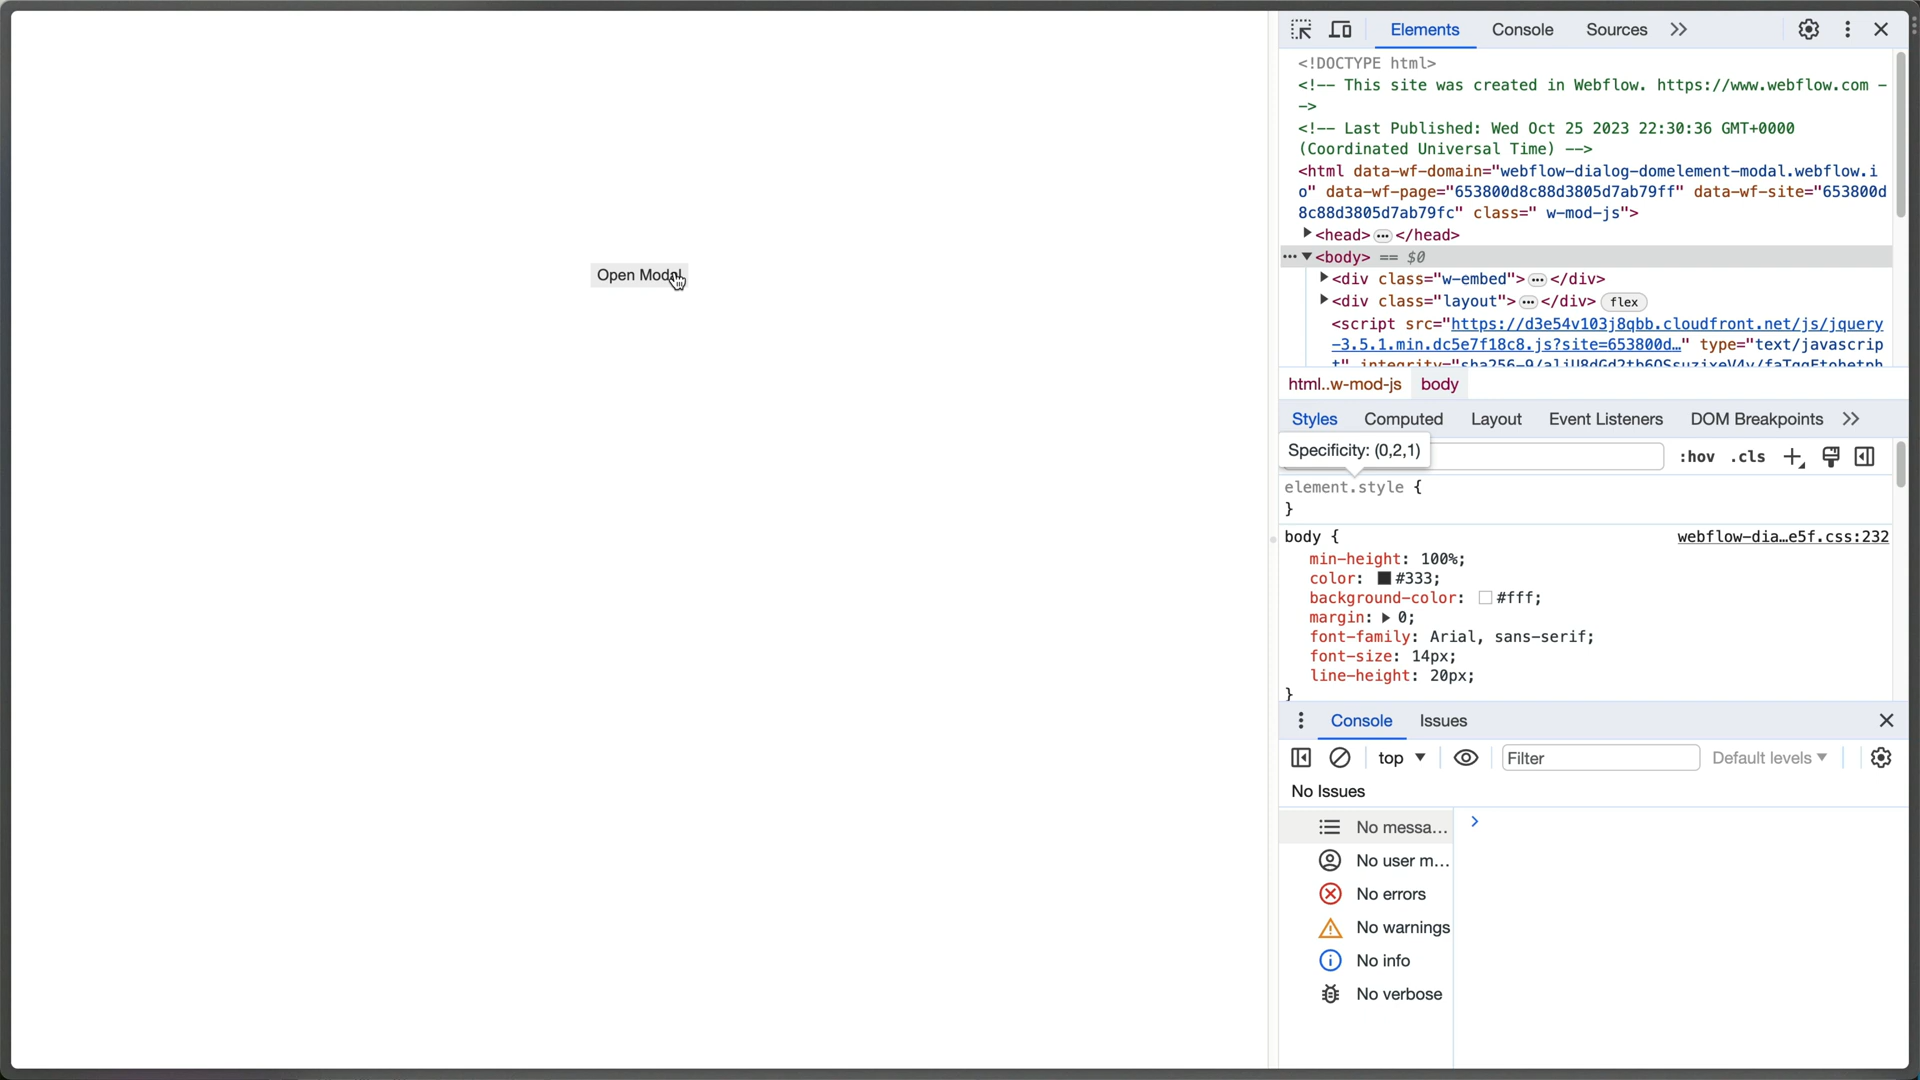 Open Modal
Elements Console Sources
<!DOCTYPE html>
<!-- This site was created in Webflow. https://www.webflow.com -
->
<!-- Last Published: Wed Oct 25 2023 22:30:36 GMT+0000
(Coordinated Universal Time) -->
<html data-wf-domain="webflow-dialog-domelement-modal.webflow.i
o" data-wf-page="653800d8c88d3805d7ab79ff" data-wf-site="653800d
8c88d3805d7ab79fc" class=" w-mod-js">
<head> … </head>
… <body> == $0
<div class="w-embed"> … </div>
<div class="layout"> … </div> flex
<script src="https://d3e54v103j8qbb.cloudfront.net/js/jquery
-3.5.1.min.dc5e7f18c8.js?site=653800d…" type="text/javascrip
html..w-mod-js body
Styles Computed Layout Event Listeners DOM Breakpoints
Specificity: (0,2,1)
:hov .cls
element.style {
}
body { webflow-dia…e5f.css:232
min-height: 100%;
color: #333;
background-color: #fff;
margin: 0;
font-family: Arial, sans-serif;
font-size: 14px;
line-height: 20px;
}
Console Issues
top Filter Default levels
No Issues
No messa…
No user m…
No errors
No warnings
No info
No verbose